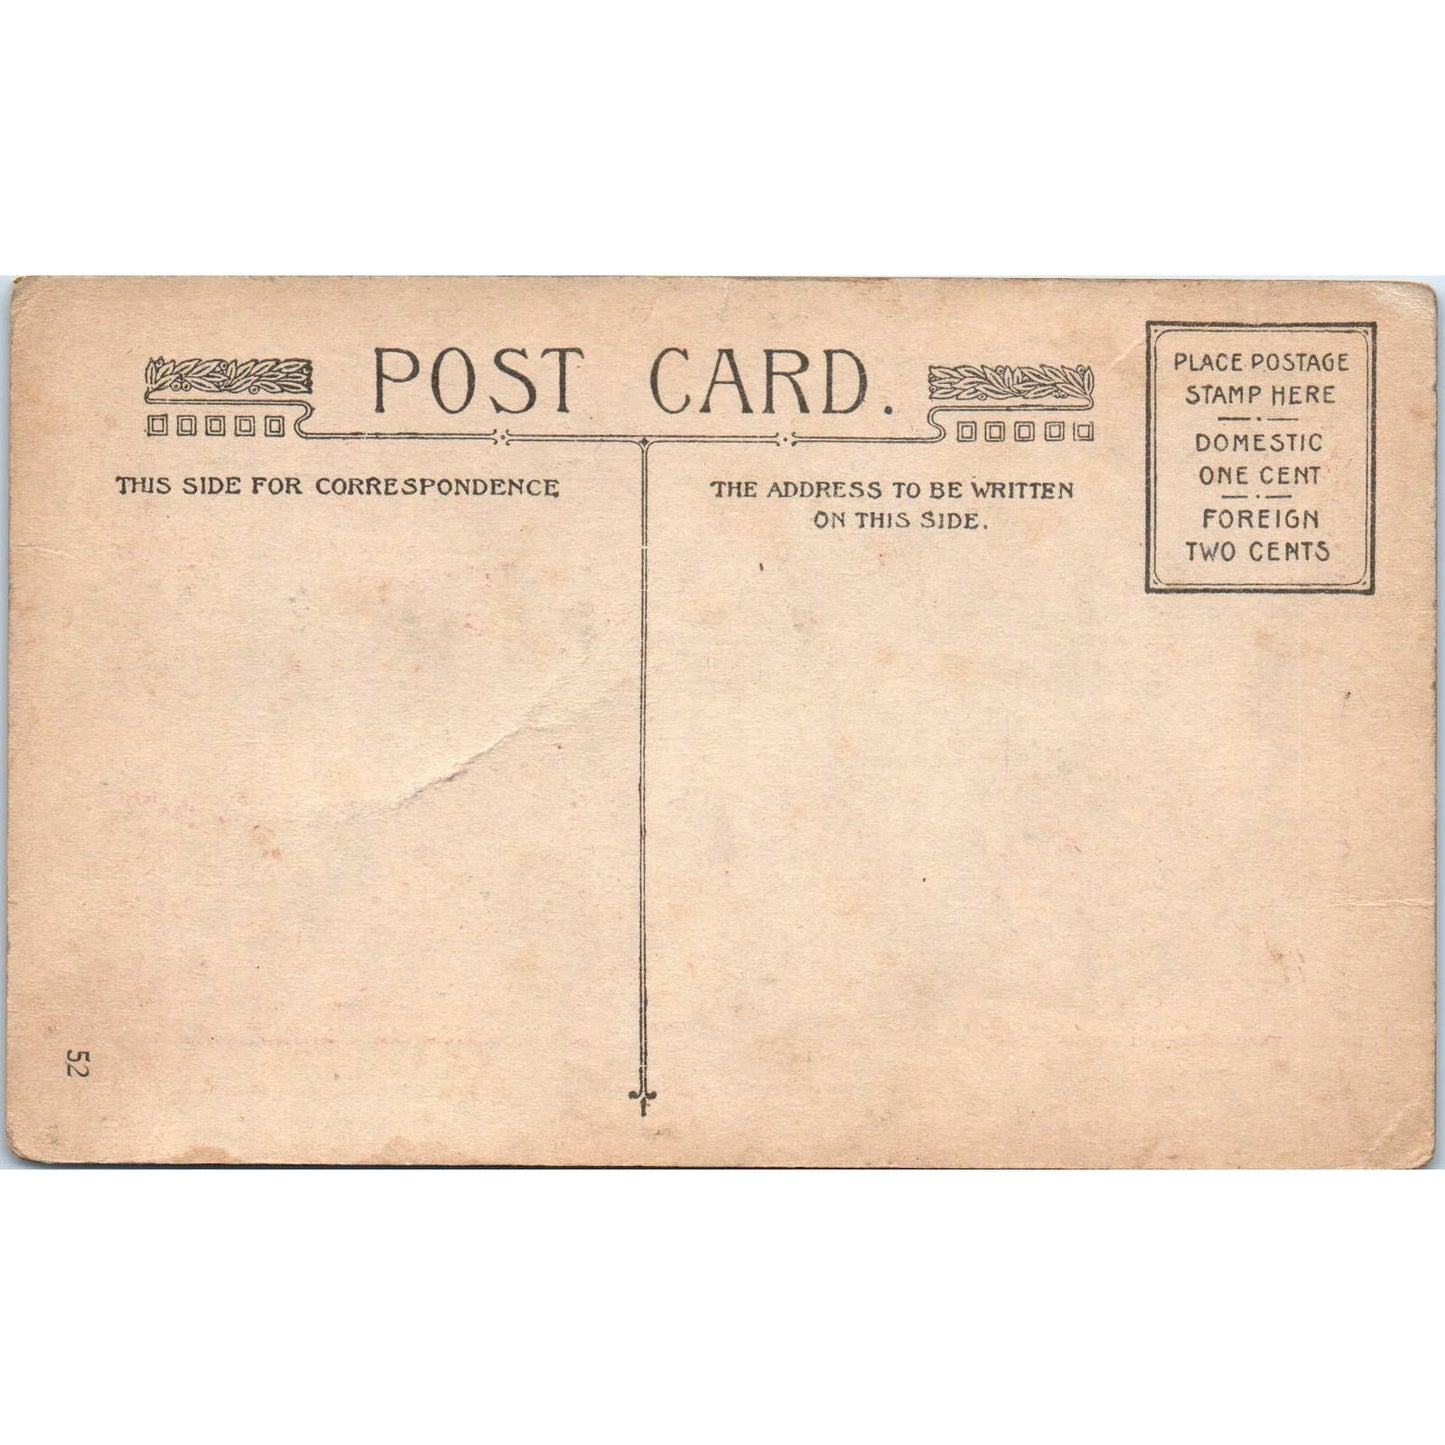 POST CARD.
THIS SIDE FOR CORRESPONDENCE
THE ADDRESS TO BE WRITTEN
ON THIS SIDE.
PLACE POSTAGE
STAMP HERE
DOMESTIC
ONE CENT
FOREIGN
TWO CENTS
52